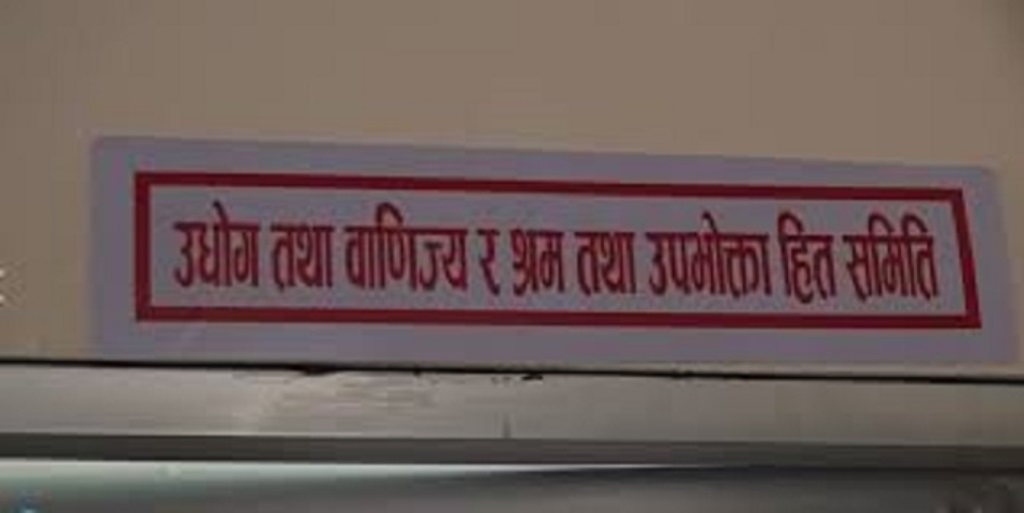 उधोग तथा वाणिज्य र श्रम तथा उपभोक्ता हित समिति